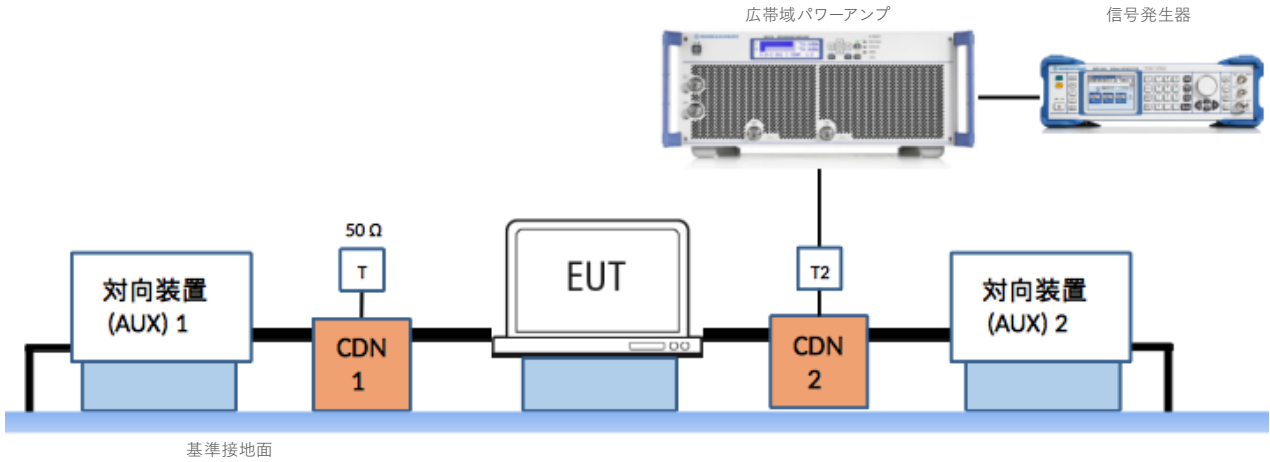 広帯域パワーアンプ
信号発生器
50 Ω
T
T2
対向装置
(AUX) 1
EUT
対向装置
(AUX) 2
CDN
1
CDN
2
基準接地面